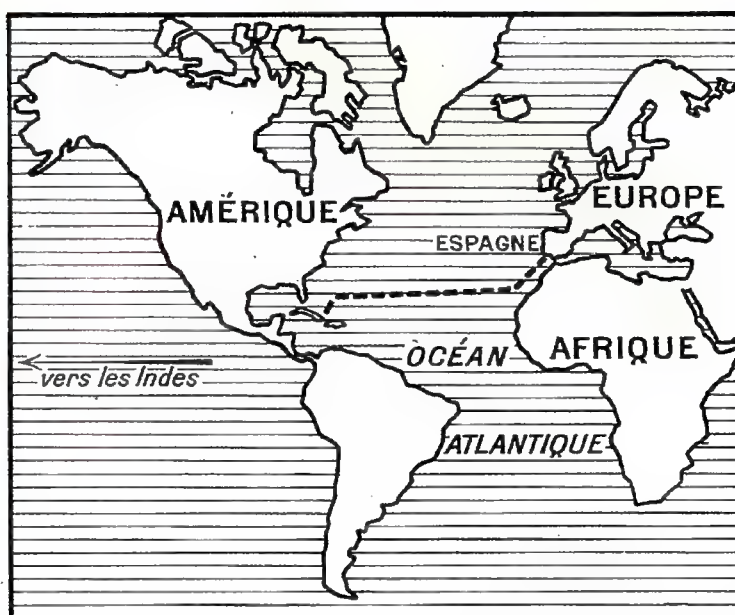 AMÉRIQUE
EUROPE
ESPAGNE
OCÉAN
AFRIQUE
vers les Indes
ATLANTIQUE